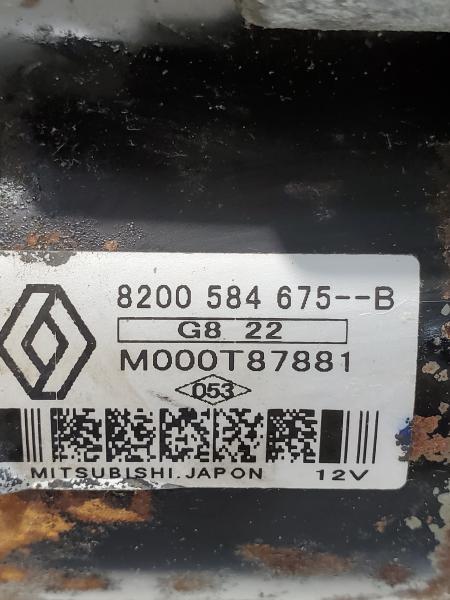 8200 584 675--B
G8 22
M000T87881
053
MITSUBISHI.JAPON 12V